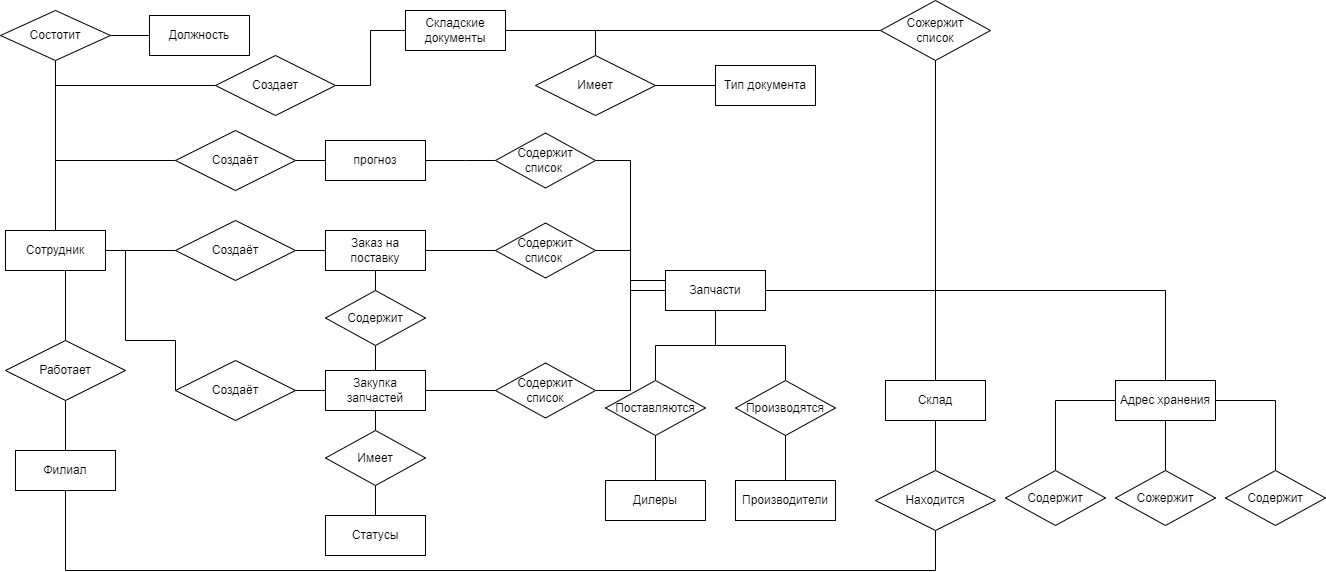 Состотит
Должность
Складские
документы
Сожержит
список
Создает
Имеет
Тип документа
Создаёт
прогноз
Содержит
список
Сотрудник
Создаёт
Заказ на
поставку
Содержит
список
Запчасти
Содержит
Работает
Создаёт
Закупка
запчастей
Содержит
список
Поставляются
Производятся
Склад
Адрес хранения
Филиал
Имеет
Дилеры
Производители
Находится
Содержит
Сожержит
Содержит
Статусы